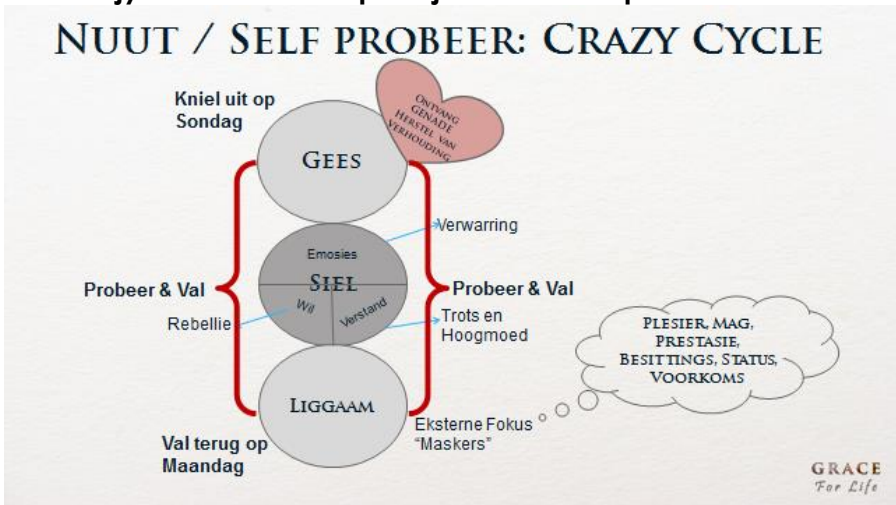 NUUT / SELF PROBEER: CRAZY CYCLE
Kniel uit op
Sondag
ONTVANG
GENADE
HERSTEL VAN
VERHOUDING
GEES
Verwarring
Emosies
SIEL
Wil
Verstand
Probeer & Val
Probeer & Val
Rebellie
Trots en
Hoogmoed
PLESIER, MAG,
PRESTASIE,
BESITTINGS, STATUS,
VOORKOMS
LIGGAAM
Eksterne Fokus
"Maskers"
Val terug op
Maandag
GRACE
For Life